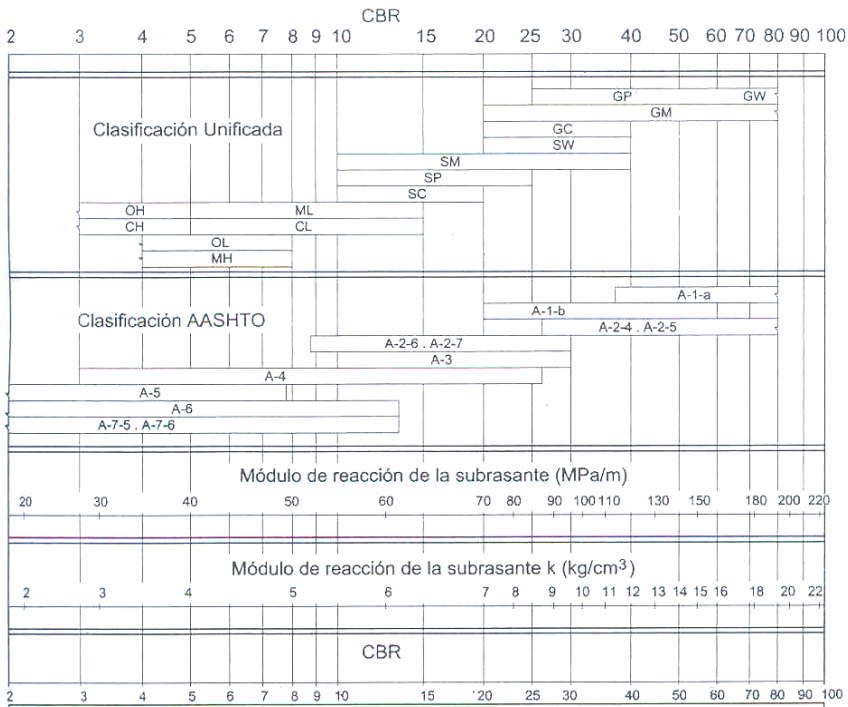 CBR
2 3 4 5 6 7 8 9 10 15 20 25 30 40 50 60 70 80 90 100
GP GW
GM
Clasificación Unificada
GC
SW
SM
SP
SC
OH ML
CH CL
OL
MH
A-1-a
A-1-b
Clasificación AASHTO
A-2-4 . A-2-5
A-2-6 . A-2-7
A-3
A-4
A-5
A-6
A-7-5 . A-7-6
Módulo de reacción de la subrasante (MPa/m)
20 30 40 50 60 70 80 90 100 110 130 150 180 200 220
Módulo de reacción de la subrasante k (kg/cm³)
2 3 4 5 6 7 8 9 10 11 12 13 14 15 16 18 20 22
CBR
2 3 4 5 6 7 8 9 10 15 20 25 30 40 50 60 70 80 90 100